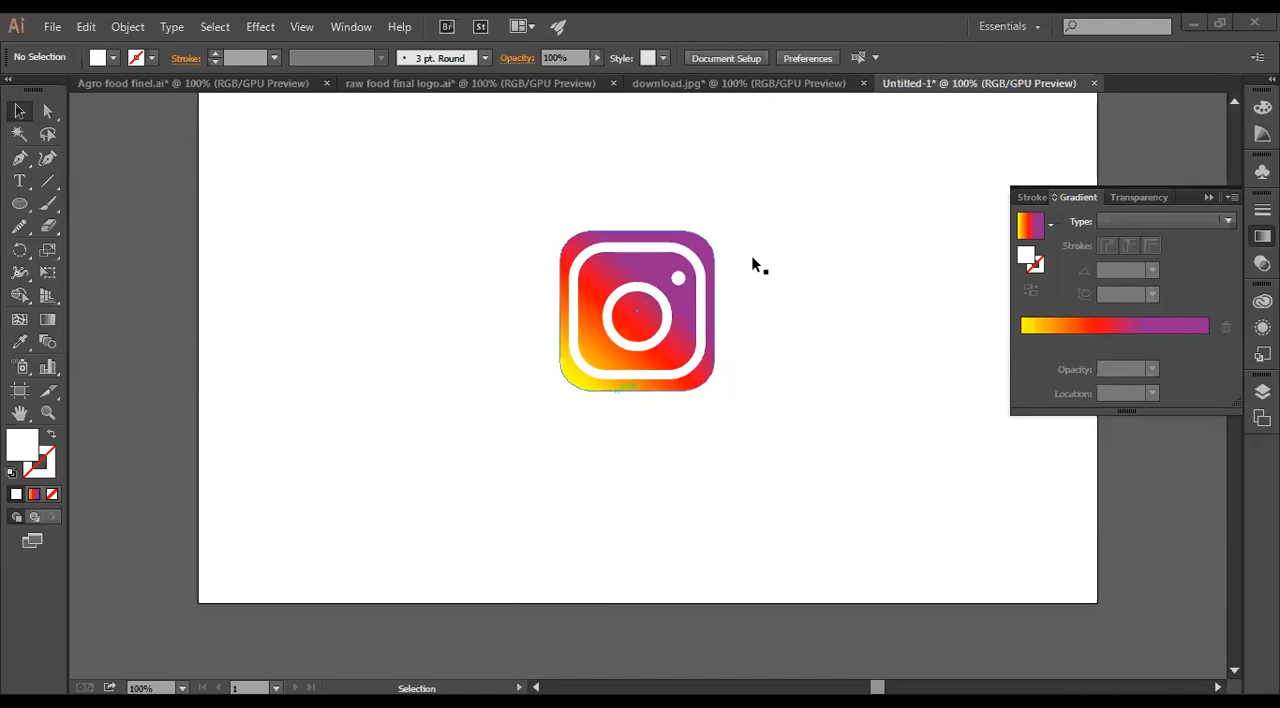 Ai File Edit Object Type Select Effect View Window Help Br St Essentials
No Selection Stroke: 3 pt. Round Opacity: 100% Style: Document Setup Preferences
Agro food finel.ai* @ 100% (RGB/GPU Preview) raw food final logo.ai* @ 100% (RGB/GPU Preview) download.jpg* @ 100% (RGB/GPU Preview) Untitled-1* @ 100% (RGB/GPU Preview)
Stroke Gradient Transparency
Type:
Stroke:
Opacity:
Location:
100% 1 Selection